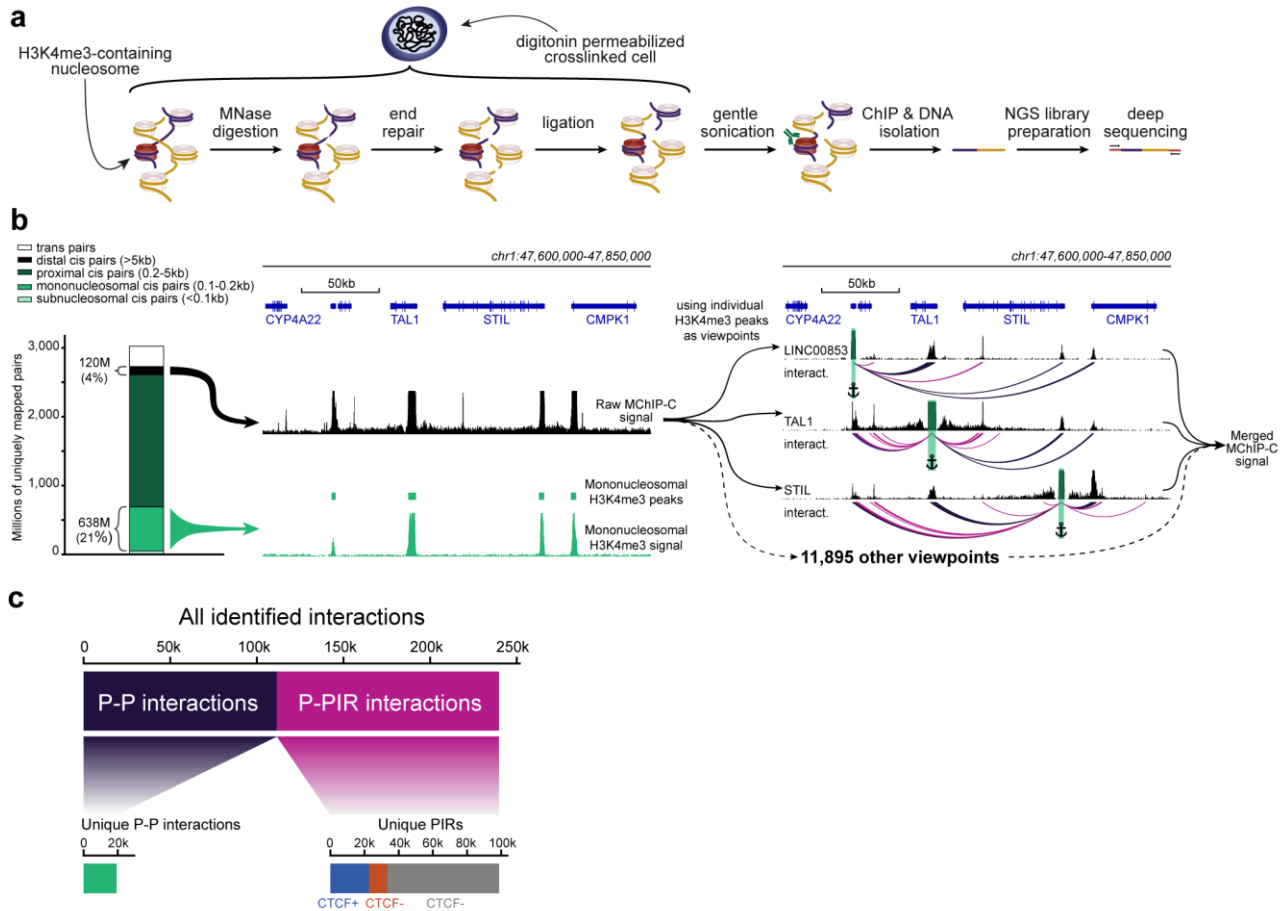 a
H3K4me3-containing
nucleosome
digitonin permeabilized
crosslinked cell
MNase
digestion
end
repair
ligation
gentle
sonication
ChIP & DNA
isolation
NGS library
preparation
deep
sequencing
b
trans pairs
distal cis pairs (>5kb)
proximal cis pairs (0.2-5kb)
mononucleosomal cis pairs (0.1-0.2kb)
subnucleosomal cis pairs (<0.1kb)
Millions of uniquely mapped pairs
3,000
2,000
1,000
0
120M
(4%)
638M
(21%)
chr1:47,600,000-47,850,000
50kb
CYP4A22
TAL1
STIL
CMPK1
Raw MChIP-C
signal
Mononucleosomal
H3K4me3 peaks
Mononucleosomal
H3K4me3 signal
using individual
H3K4me3 peaks
as viewpoints
chr1:47,600,000-47,850,000
50kb
CYP4A22
TAL1
STIL
CMPK1
LINC00853
interact.
TAL1
interact.
STIL
interact.
11,895 other viewpoints
Merged
MChIP-C
signal
c
All identified interactions
0 50k 100k 150k 200k 250k
P-P interactions
P-PIR interactions
Unique P-P interactions
0 20k
Unique PIRs
0 20k 40k 60k 80k 100k
CTCF+ CTCF- CTCF-